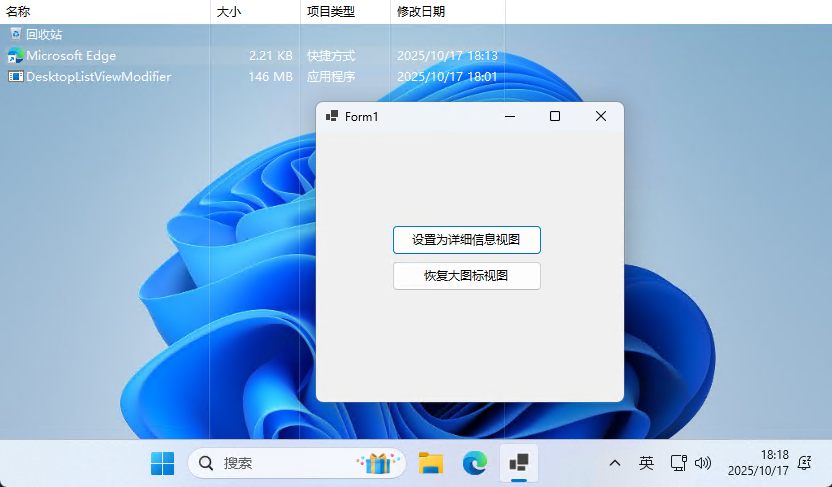 名称 大小 项目类型 修改日期
回收站
Microsoft Edge 2.21 KB 快捷方式 2025/10/17 18:13
DesktopListViewModifier 146 MB 应用程序 2025/10/17 18:01
Form1
设置为详细信息视图
恢复大图标视图
搜索 英 18:18
2025/10/17